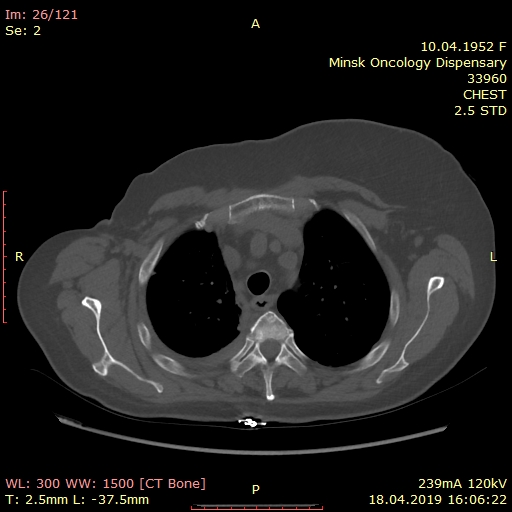 Im: 26/121
Se: 2
A
10.04.1952 F
Minsk Oncology Dispensary
33960
CHEST
2.5 STD
R
L
WL: 300 WW: 1500 [CT Bone]
T: 2.5mm L: -37.5mm
P
239mA 120kV
18.04.2019 16:06:22